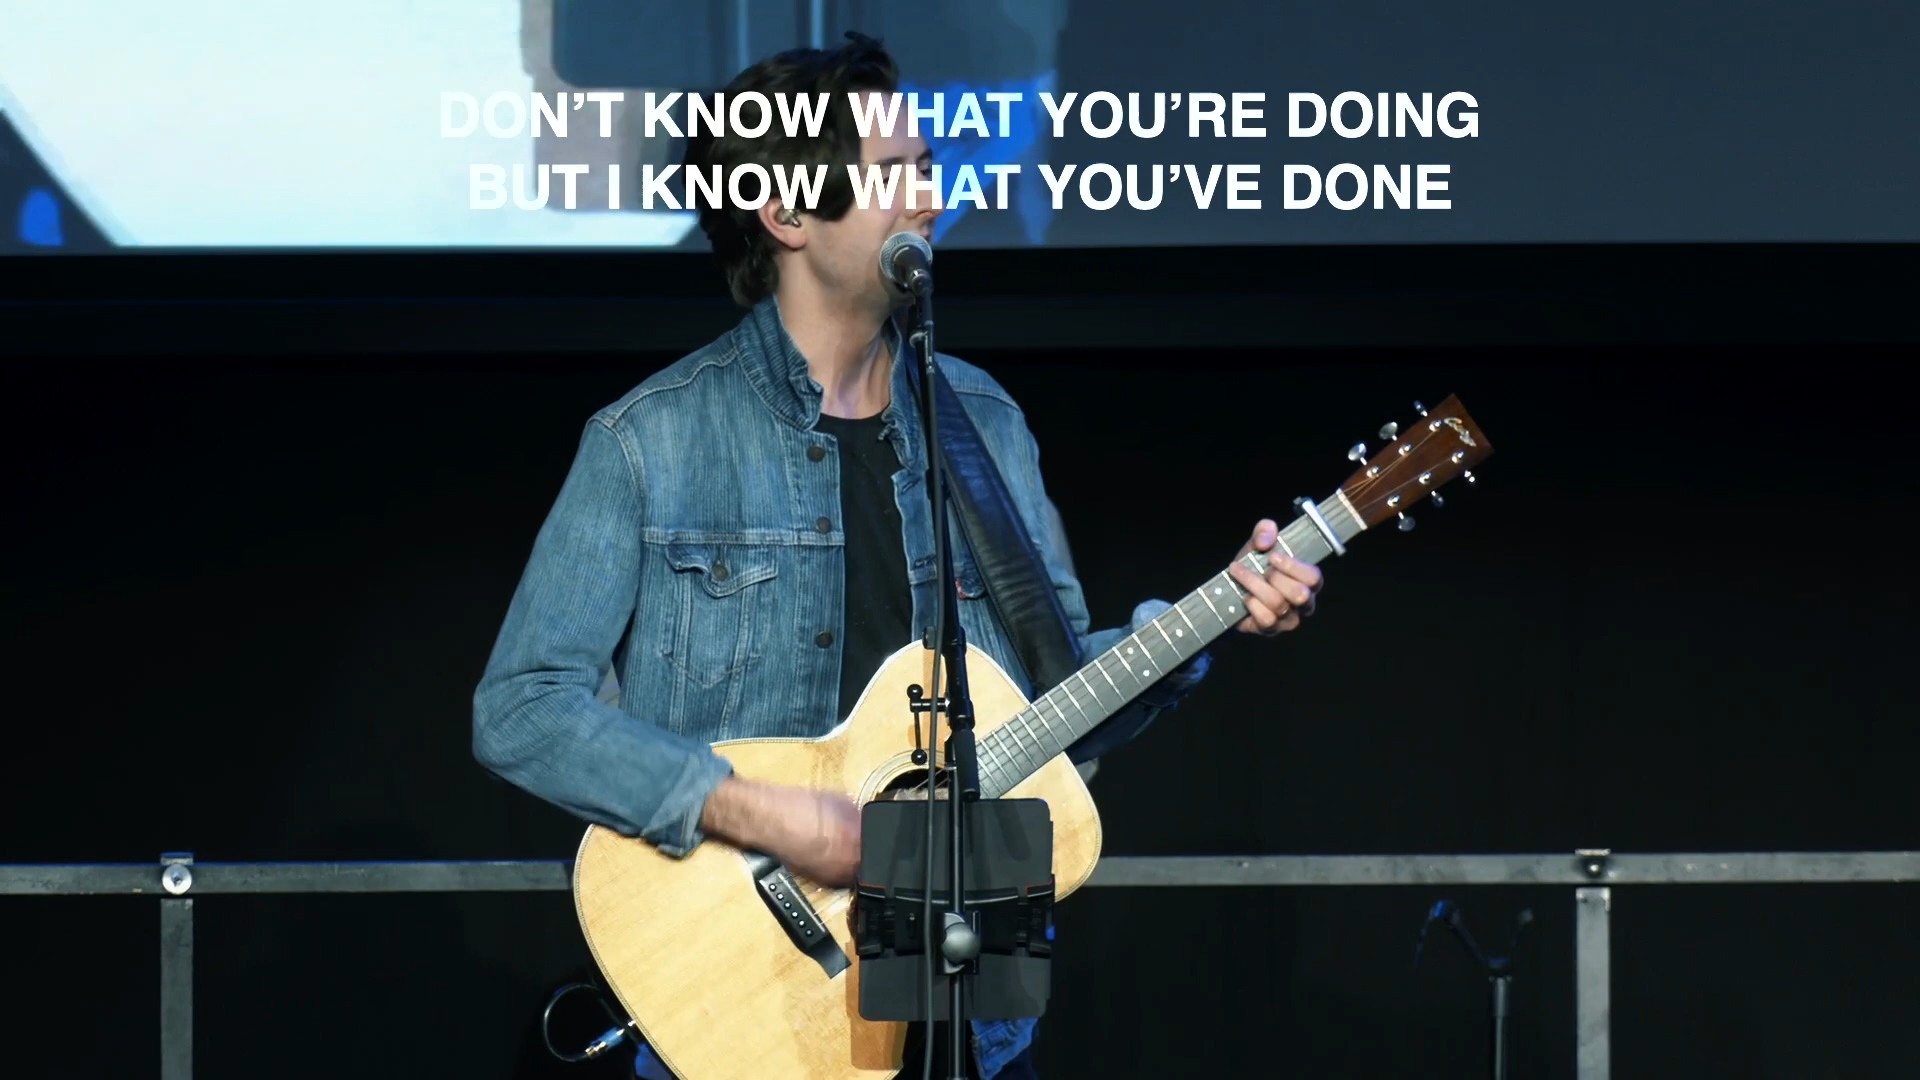 DON’T KNOW WHAT YOU’RE DOING
BUT I KNOW WHAT YOU’VE DONE